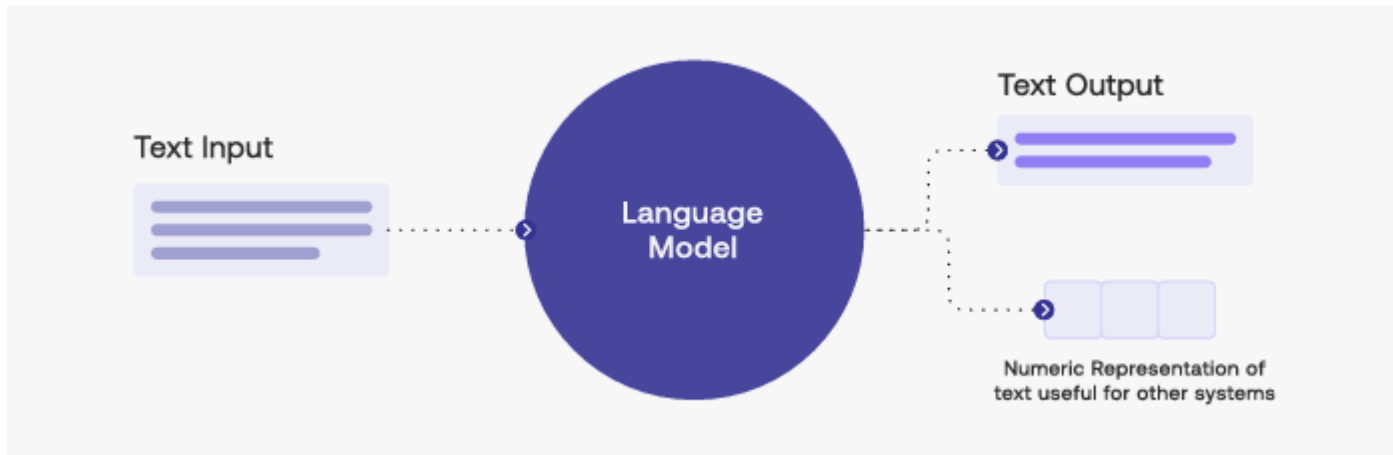 Text Input
Language
Model
Text Output
Numeric Representation of
text useful for other systems